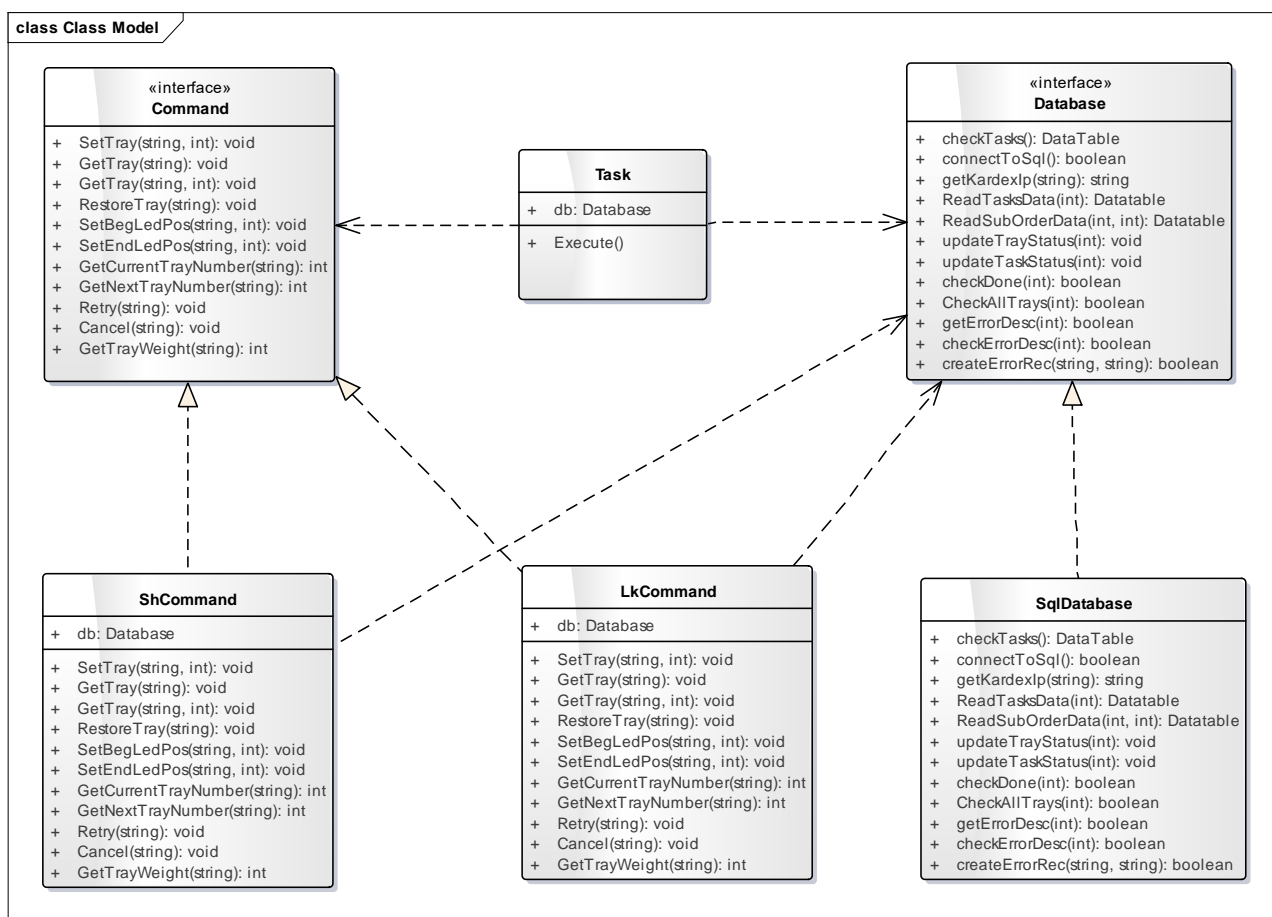 class Class Model
«interface»
Command
+ SetTray(string, int): void
+ GetTray(string): void
+ GetTray(string, int): void
+ RestoreTray(string): void
+ SetBegLedPos(string, int): void
+ SetEndLedPos(string, int): void
+ GetCurrentTrayNumber(string): int
+ GetNextTrayNumber(string): int
+ Retry(string): void
+ Cancel(string): void
+ GetTrayWeight(string): int
Task
+ db: Database
+ Execute()
«interface»
Database
+ checkTasks(): DataTable
+ connectToSql(): boolean
+ getKardexIp(string): string
+ ReadTasksData(int): Datatable
+ ReadSubOrderData(int, int): Datatable
+ updateTrayStatus(int): void
+ updateTaskStatus(int): void
+ checkDone(int): boolean
+ CheckAllTrays(int): boolean
+ getErrorDesc(int): boolean
+ checkErrorDesc(int): boolean
+ createErrorRec(string, string): boolean
ShCommand
+ db: Database
+ SetTray(string, int): void
+ GetTray(string): void
+ GetTray(string, int): void
+ RestoreTray(string): void
+ SetBegLedPos(string, int): void
+ SetEndLedPos(string, int): void
+ GetCurrentTrayNumber(string): int
+ GetNextTrayNumber(string): int
+ Retry(string): void
+ Cancel(string): void
+ GetTrayWeight(string): int
LkCommand
+ db: Database
+ SetTray(string, int): void
+ GetTray(string): void
+ GetTray(string, int): void
+ RestoreTray(string): void
+ SetBegLedPos(string, int): void
+ SetEndLedPos(string, int): void
+ GetCurrentTrayNumber(string): int
+ GetNextTrayNumber(string): int
+ Retry(string): void
+ Cancel(string): void
+ GetTrayWeight(string): int
SqlDatabase
+ checkTasks(): DataTable
+ connectToSql(): boolean
+ getKardexIp(string): string
+ ReadTasksData(int): Datatable
+ ReadSubOrderData(int, int): Datatable
+ updateTrayStatus(int): void
+ updateTaskStatus(int): void
+ checkDone(int): boolean
+ CheckAllTrays(int): boolean
+ getErrorDesc(int): boolean
+ checkErrorDesc(int): boolean
+ createErrorRec(string, string): boolean